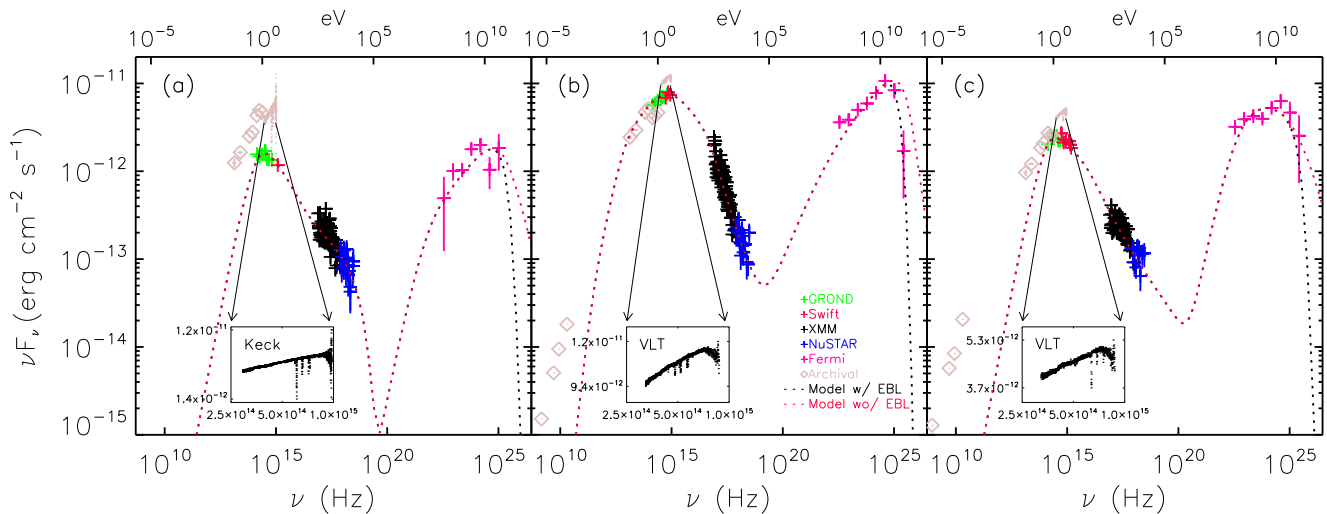 eV eV eV
10⁻⁵ 10⁰ 10⁵ 10¹⁰ 10⁻⁵ 10⁰ 10⁵ 10¹⁰ 10⁻⁵ 10⁰ 10⁵ 10¹⁰
(a) (b) (c)
10⁻¹¹
10⁻¹²
10⁻¹³
10⁻¹⁴
10⁻¹⁵
νFᵥ(erg cm⁻² s⁻¹)
1.2×10⁻¹¹
Keck
1.4×10⁻¹²
2.5×10¹⁴ 5.0×10¹⁴ 1.0×10¹⁵
1.2×10⁻¹¹
VLT
9.4×10⁻¹²
2.5×10¹⁴ 5.0×10¹⁴ 1.0×10¹⁵
GROND
Swift
XMM
NuSTAR
Fermi
Archival
Model w/ EBL
Model wo/ EBL
5.3×10⁻¹²
VLT
3.7×10⁻¹²
2.5×10¹⁴ 5.0×10¹⁴ 1.0×10¹⁵
10¹⁰ 10¹⁵ 10²⁰ 10²⁵ 10¹⁰ 10¹⁵ 10²⁰ 10²⁵ 10¹⁰ 10¹⁵ 10²⁰ 10²⁵
ν (Hz) ν (Hz) ν (Hz)